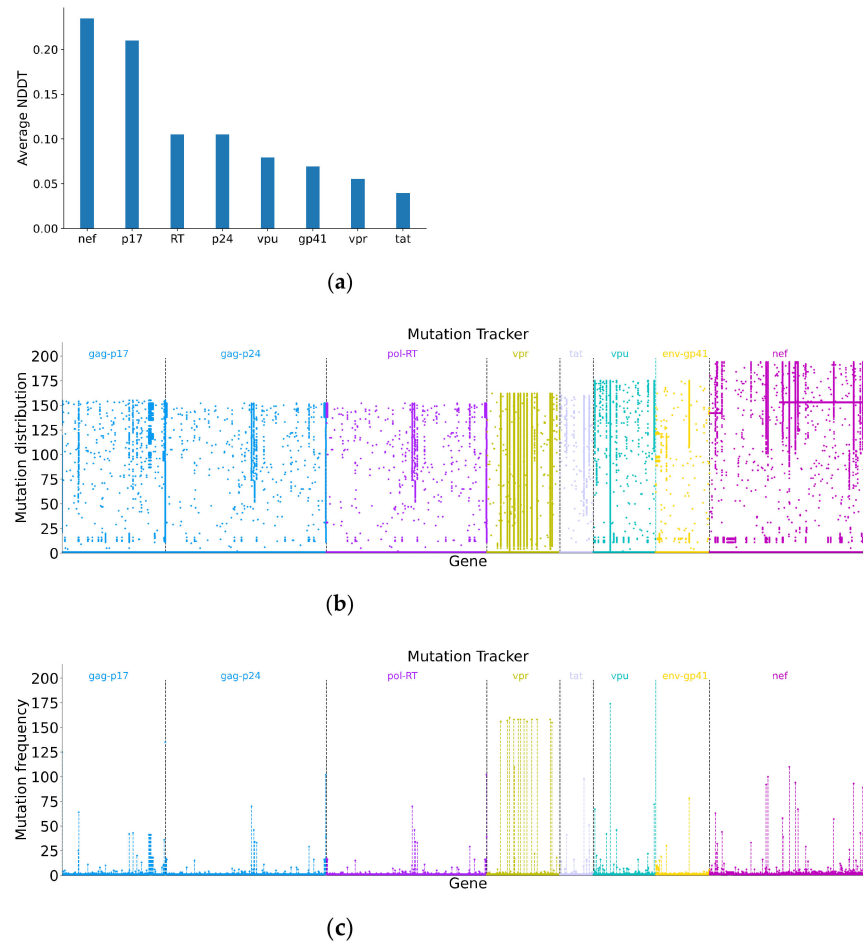 0.20
0.15
0.10
0.05
0.00
Average NDDT
nef p17 RT p24 vpu gp41 vpr tat
(a)
Mutation Tracker
gag-p17 gag-p24 pol-RT vpr tat vpu env-gp41 nef
200
175
150
125
100
75
50
25
0
Mutation distribution
Gene
(b)
Mutation Tracker
gag-p17 gag-p24 pol-RT vpr tat vpu env-gp41 nef
200
175
150
125
100
75
50
25
0
Mutation frequency
Gene
(c)